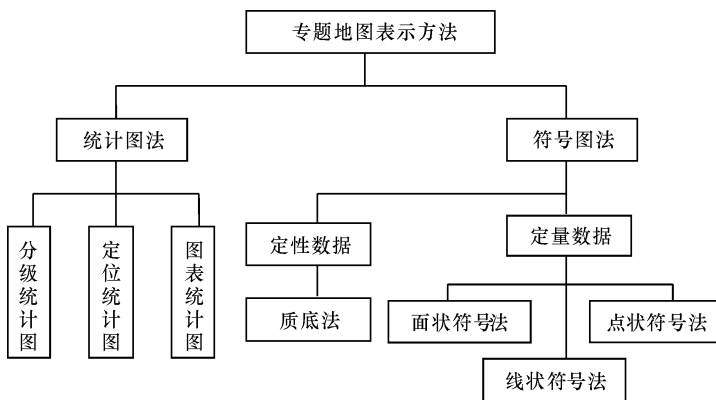 专题地图表示方法
统计图法
符号图法
分级统计图
定位统计图
图表统计图
定性数据
定量数据
质底法
面状符号法
点状符号法
线状符号法